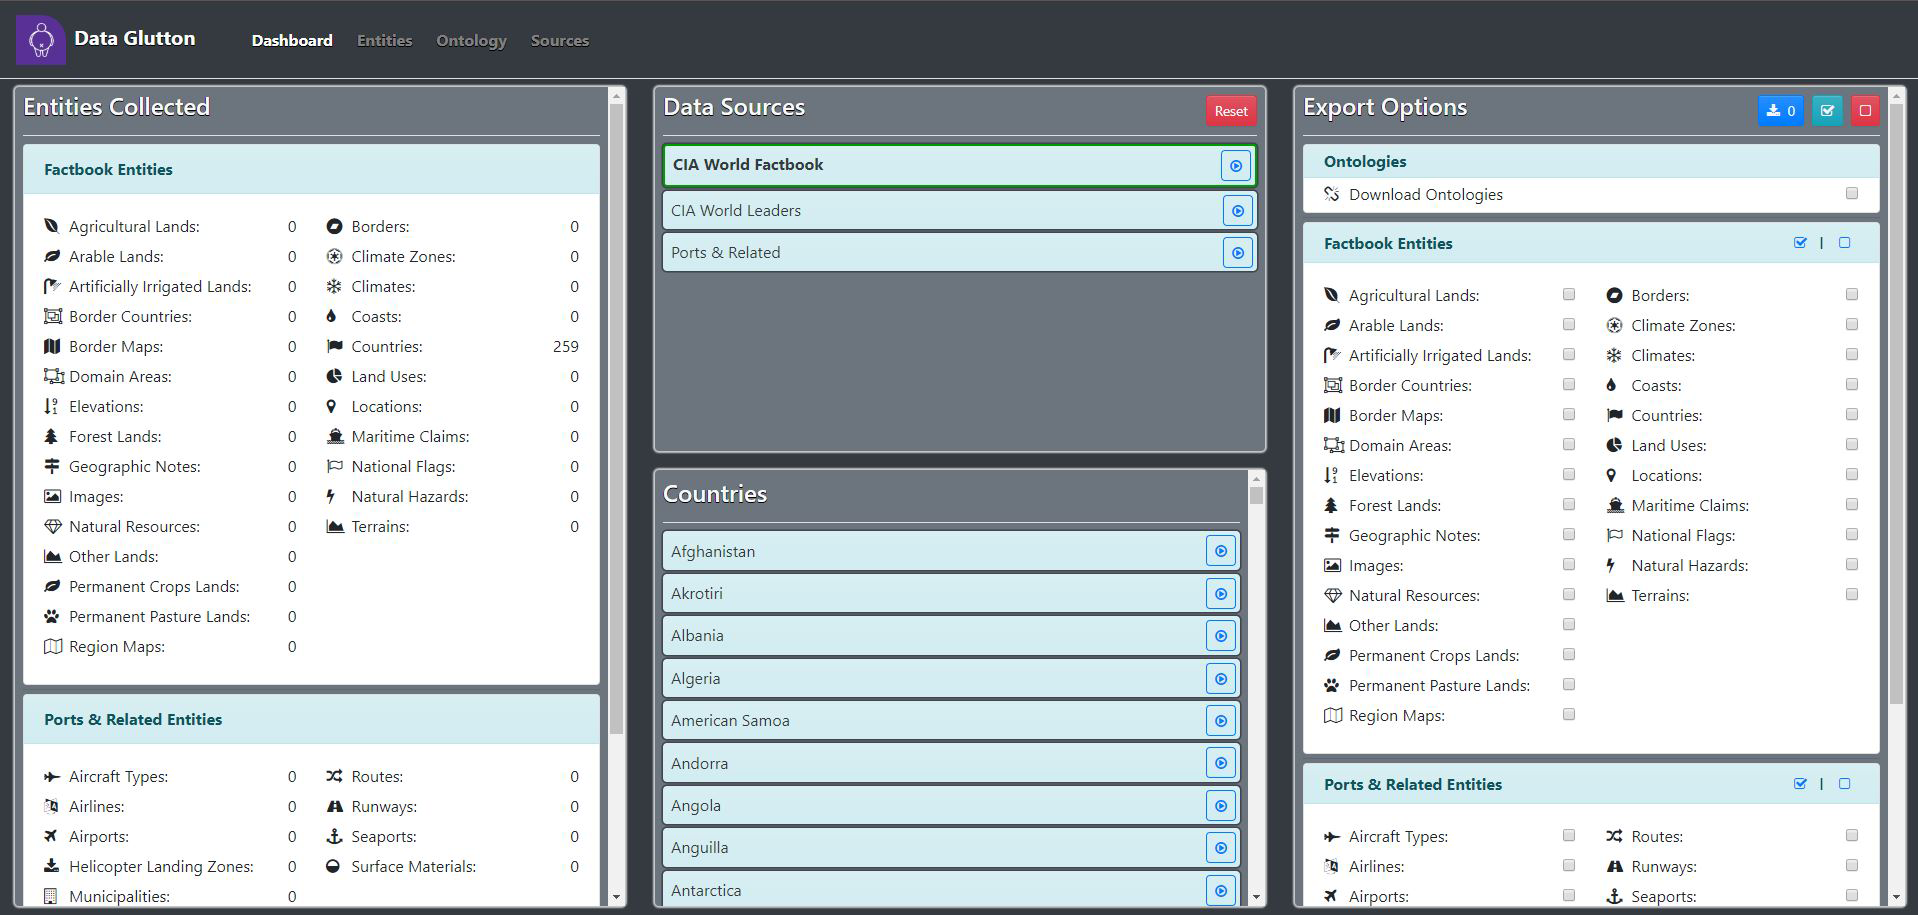 Data Glutton
Dashboard Entities Ontology Sources
Entities Collected
Factbook Entities
Agricultural Lands: 0 Borders: 0
Arable Lands: 0 Climate Zones: 0
Artificially Irrigated Lands: 0 Climates: 0
Border Countries: 0 Coasts: 0
Border Maps: 0 Countries: 259
Domain Areas: 0 Land Uses: 0
Elevations: 0 Locations: 0
Forest Lands: 0 Maritime Claims: 0
Geographic Notes: 0 National Flags: 0
Images: 0 Natural Hazards: 0
Natural Resources: 0 Terrains: 0
Other Lands: 0
Permanent Crops Lands: 0
Permanent Pasture Lands: 0
Region Maps: 0
Ports & Related Entities
Aircraft Types: 0 Routes: 0
Airlines: 0 Runways: 0
Airports: 0 Seaports: 0
Helicopter Landing Zones: 0 Surface Materials: 0
Municipalities: 0
Data Sources Reset
CIA World Factbook
CIA World Leaders
Ports & Related
Countries
Afghanistan
Akrotiri
Albania
Algeria
American Samoa
Andorra
Angola
Anguilla
Antarctica
Export Options 0
Ontologies
Download Ontologies
Factbook Entities |
Agricultural Lands: Borders:
Arable Lands: Climate Zones:
Artificially Irrigated Lands: Climates:
Border Countries: Coasts:
Border Maps: Countries:
Domain Areas: Land Uses:
Elevations: Locations:
Forest Lands: Maritime Claims:
Geographic Notes: National Flags:
Images: Natural Hazards:
Natural Resources: Terrains:
Other Lands:
Permanent Crops Lands:
Permanent Pasture Lands:
Region Maps:
Ports & Related Entities |
Aircraft Types: Routes:
Airlines: Runways:
Airports: Seaports: